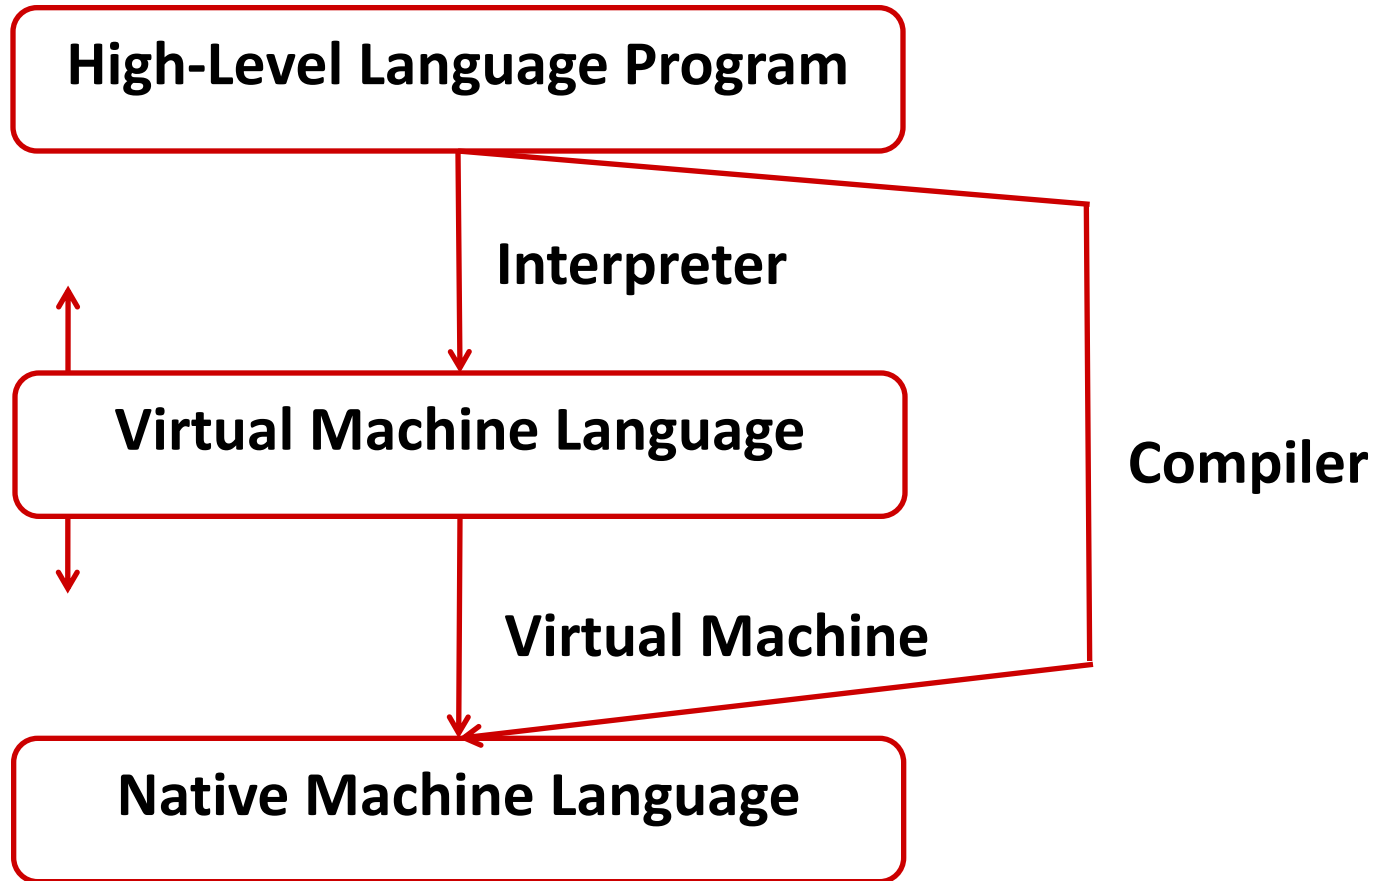 High-Level Language Program
Interpreter
Virtual Machine Language
Compiler
Virtual Machine
Native Machine Language